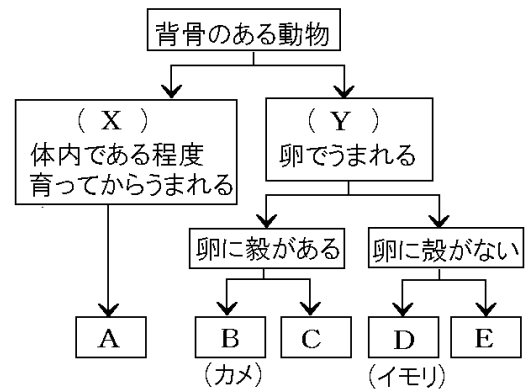 背骨のある動物
( X )
体内である程度
育ってからうまれる
( Y )
卵でうまれる
卵に毅がある
卵に殻がない
A
B
C
D
E
(カメ)
(イモリ)